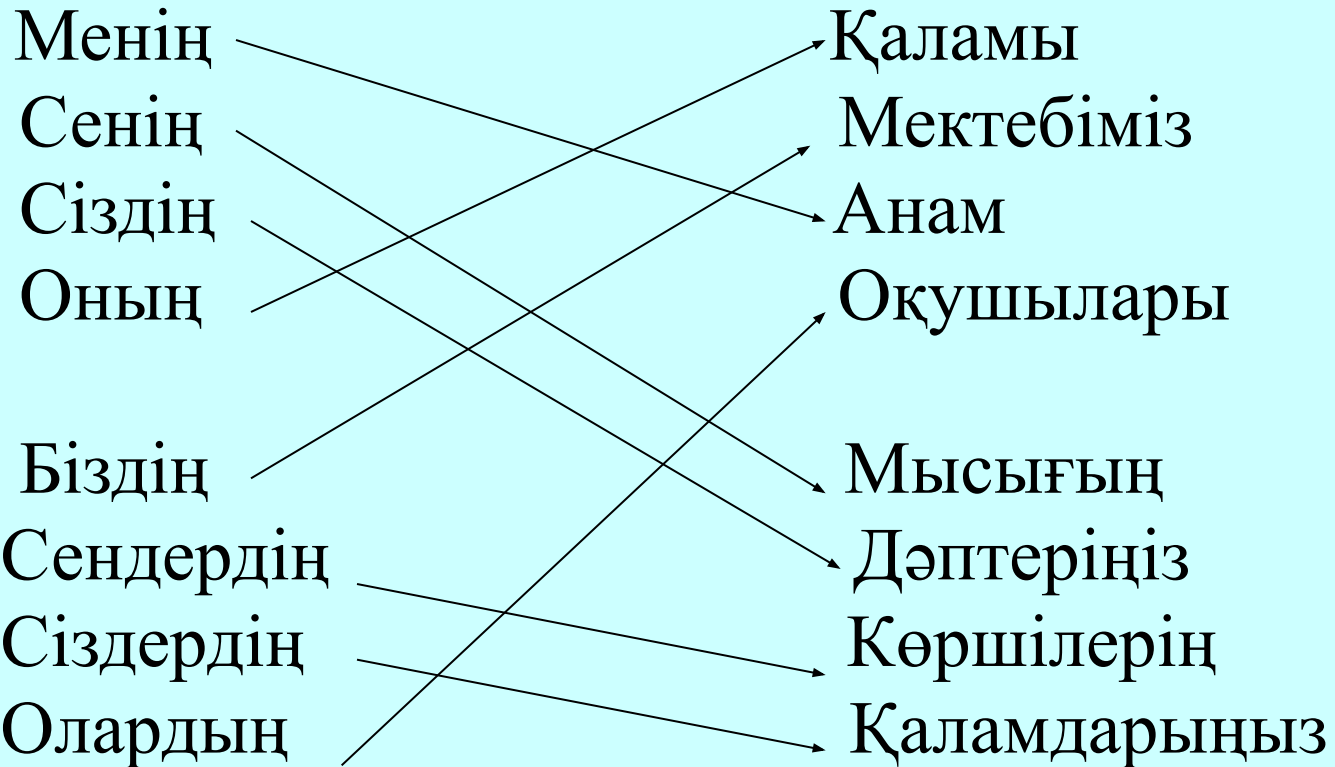 Менің Қаламы
Сенің Мектебіміз
Сіздің Анам
Оның Оқушылары
Біздің Мысығың
Сендердің Дәптеріңіз
Сіздердің Көршілерің
Олардың Қаламдарыңыз